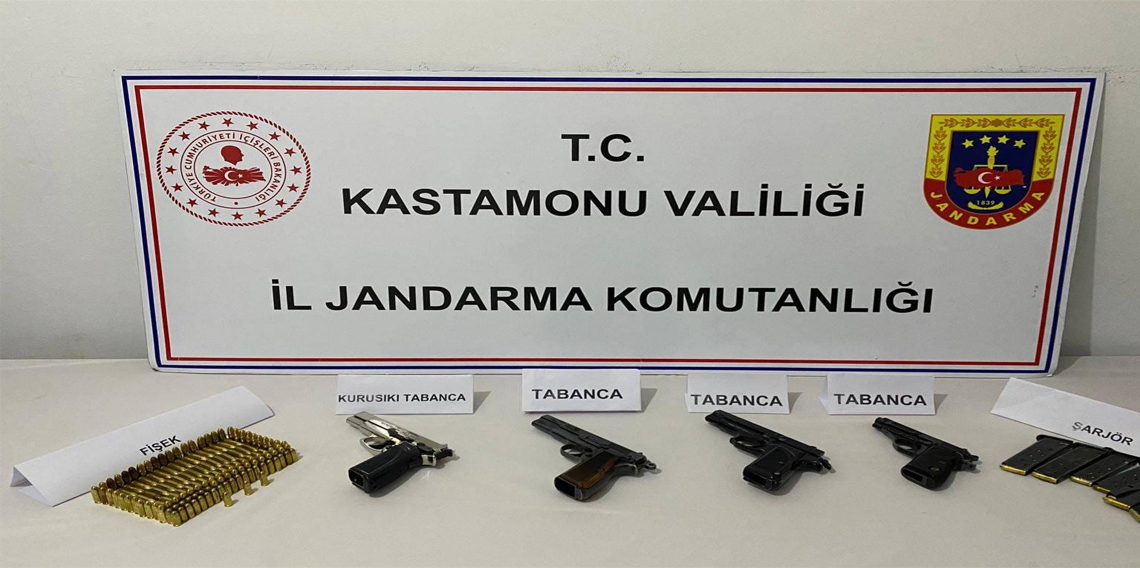 T.C.
KASTAMONU VALİLİĞİ
İL JANDARMA KOMUTANLIĞI
TÜRKİYE CUMHURİYETİ İÇİŞLERİ BAKANLIĞI
1839
JANDARMA
FİŞEK
KURUSIKI TABANCA
TABANCA
TABANCA
TABANCA
ŞARJÖR